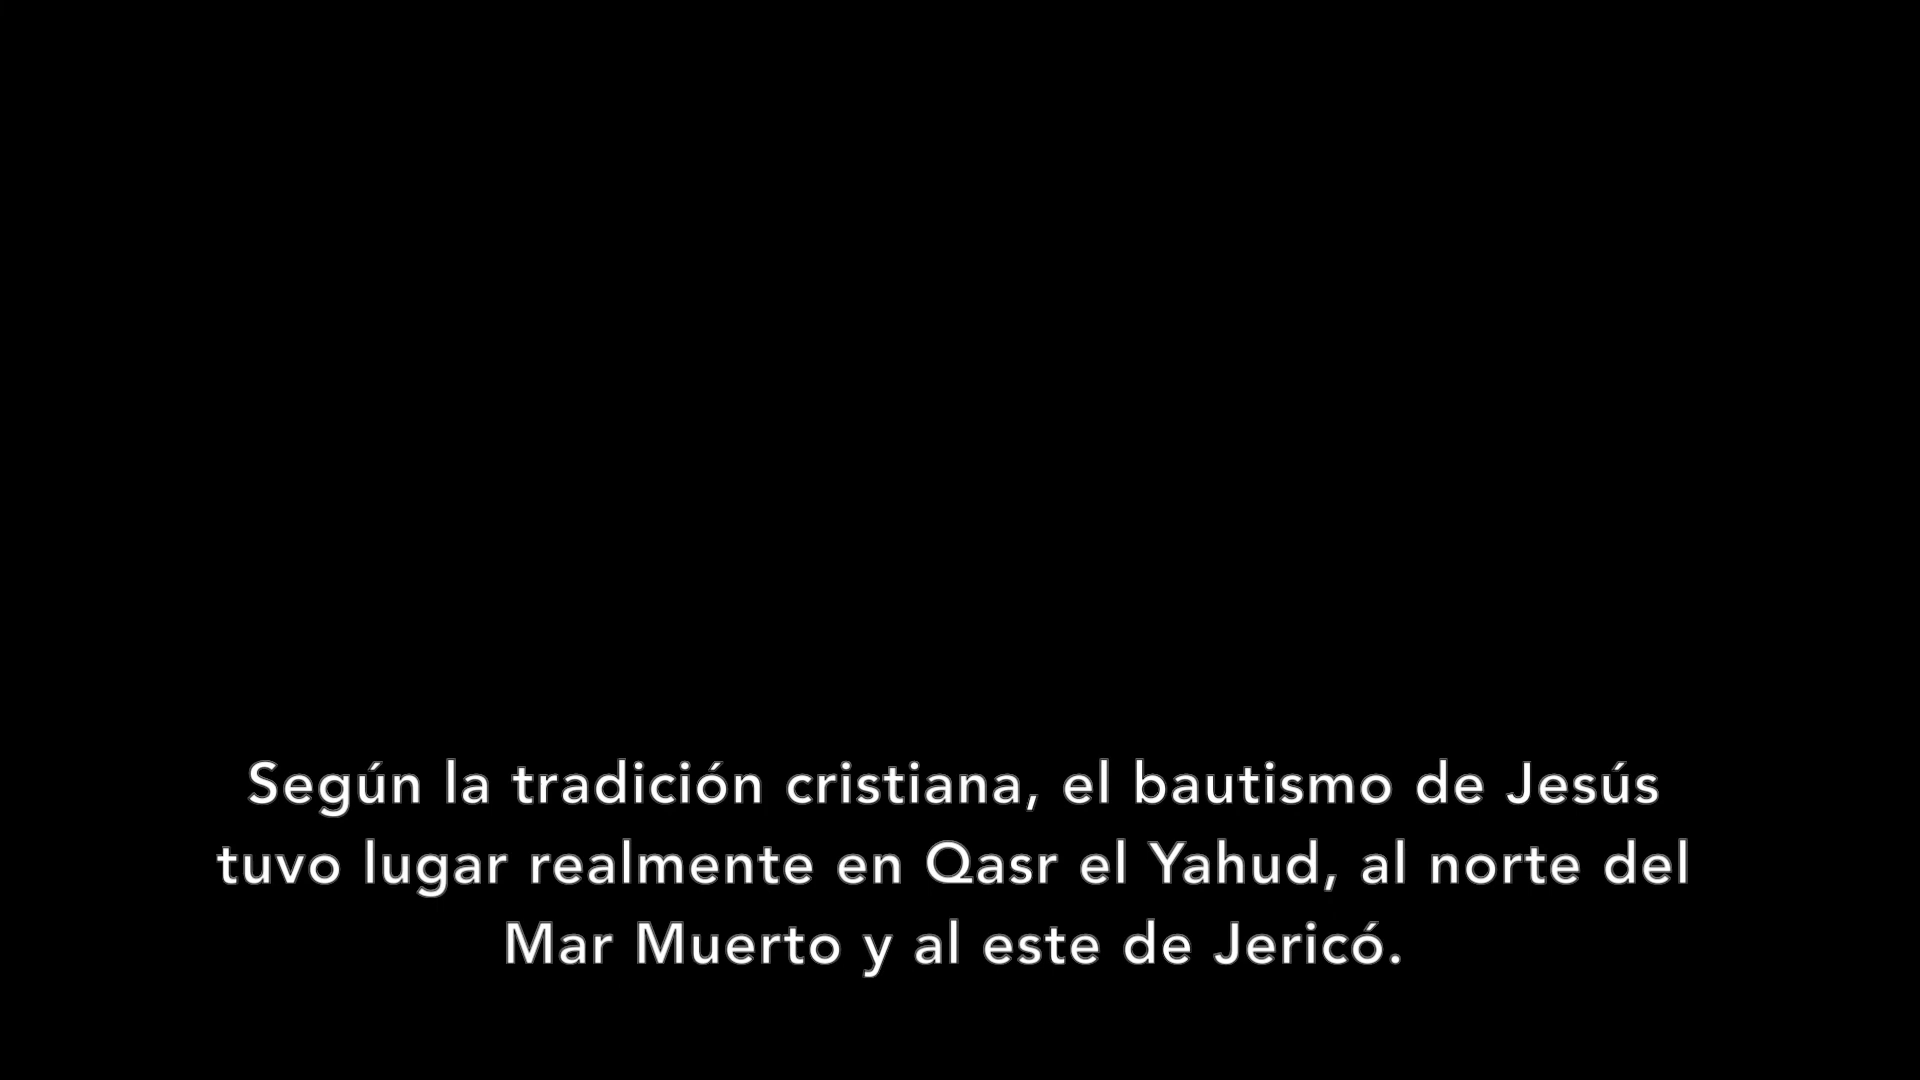 Según la tradición cristiana, el bautismo de Jesús
tuvo lugar realmente en Qasr el Yahud, al norte del
Mar Muerto y al este de Jericó.